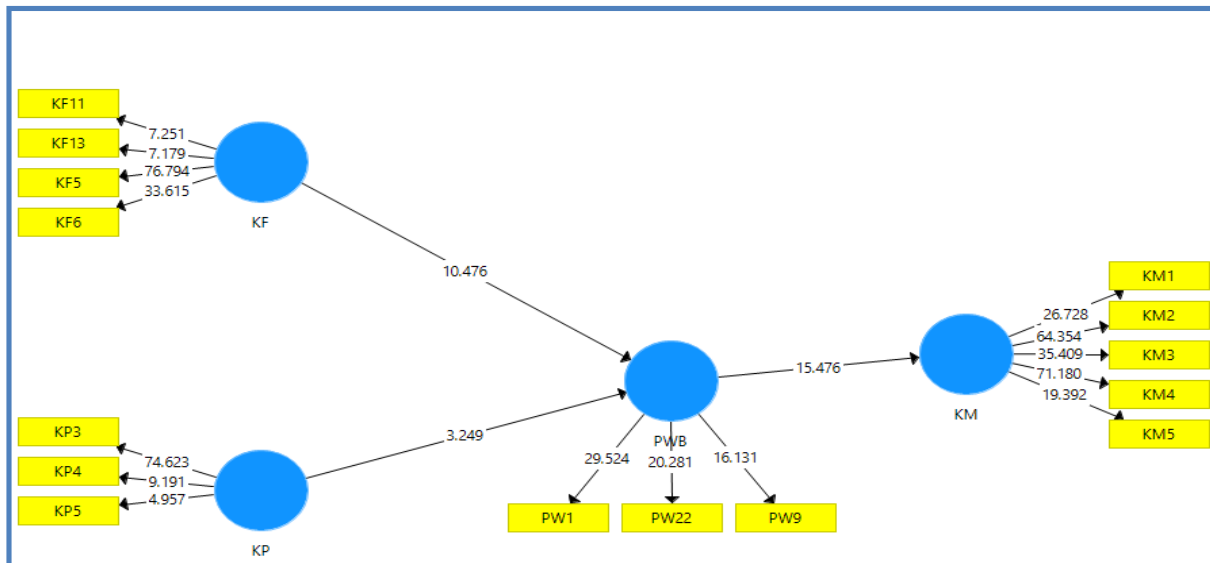 KF11
KF13
KF5
KF6
7.251
7.179
76.794
33.615
KF
10.476
KP3
KP4
KP5
74.623
9.191
4.957
KP
3.249
PWB
29.524
20.281
16.131
PW1
PW22
PW9
15.476
KM
26.728
64.354
35.409
71.180
19.392
KM1
KM2
KM3
KM4
KM5